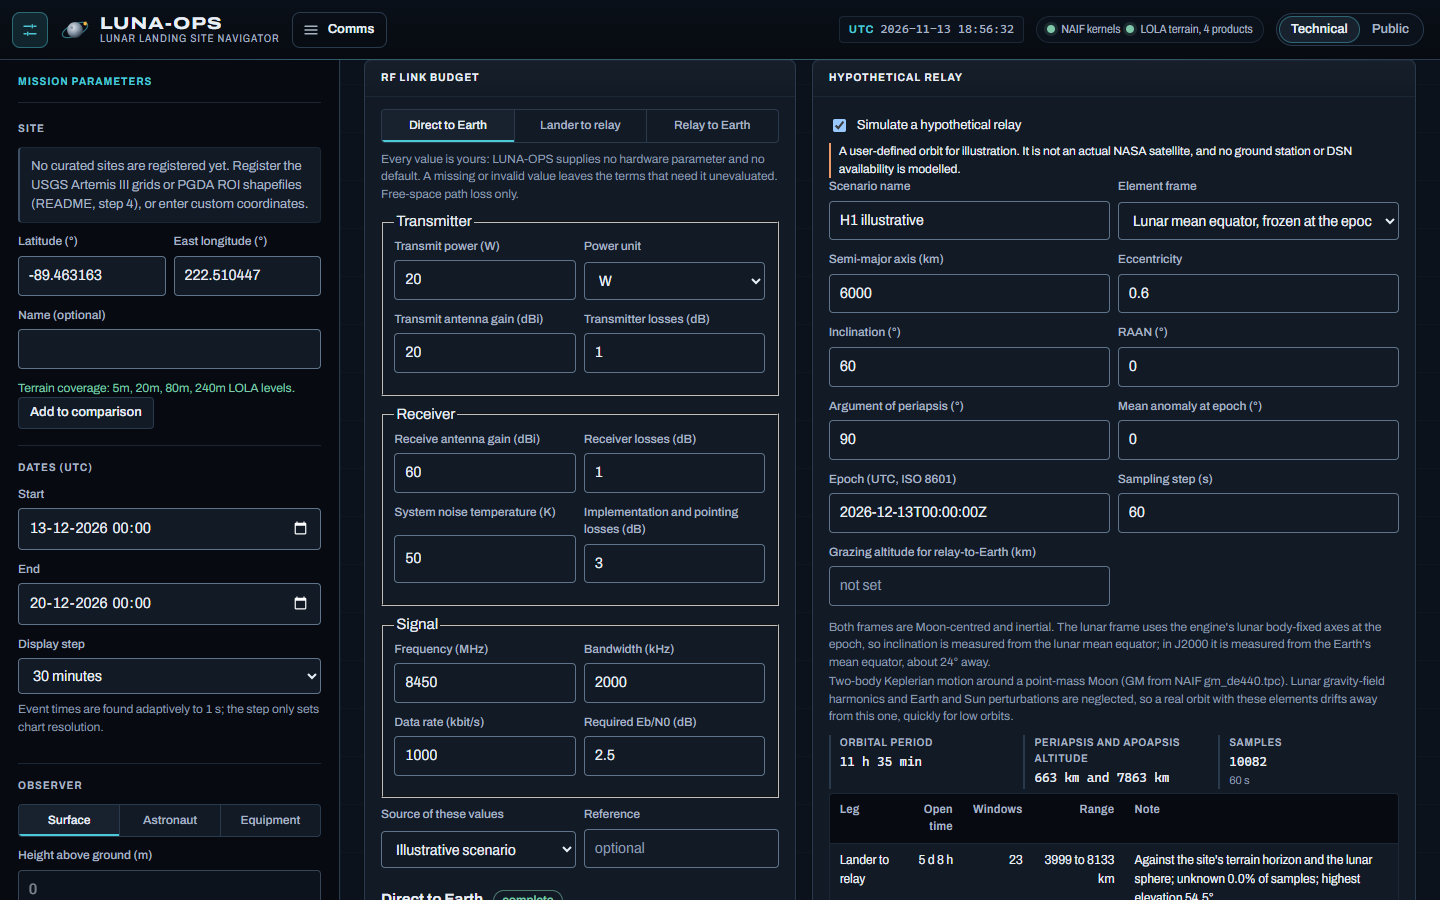 LUNA-OPS
LUNAR LANDING SITE NAVIGATOR
Comms
UTC 2026-11-13 18:56:32
NAIF kernels
LOLA terrain, 4 products
Technical
Public
MISSION PARAMETERS
SITE
No curated sites are registered yet. Register the
USGS Artemis III grids or PGDA ROI shapefiles
(README, step 4), or enter custom coordinates.
Latitude (°)
East longitude (°)
-89.463163
222.510447
Name (optional)
Terrain coverage: 5m, 20m, 80m, 240m LOLA levels.
Add to comparison
DATES (UTC)
Start
13-12-2026 00:00
End
20-12-2026 00:00
Display step
30 minutes
Event times are found adaptively to 1 s; the step only sets
chart resolution.
OBSERVER
Surface
Astronaut
Equipment
Height above ground (m)
0
RF LINK BUDGET
Direct to Earth
Lander to relay
Relay to Earth
Every value is yours: LUNA-OPS supplies no hardware parameter and no
default. A missing or invalid value leaves the terms that need it unevaluated.
Free-space path loss only.
Transmitter
Transmit power (W)
Power unit
20
W
Transmit antenna gain (dBi)
Transmitter losses (dB)
20
1
Receiver
Receive antenna gain (dBi)
Receiver losses (dB)
60
1
System noise temperature (K)
Implementation and pointing
losses (dB)
50
3
Signal
Frequency (MHz)
Bandwidth (kHz)
8450
2000
Data rate (kbit/s)
Required Eb/N0 (dB)
1000
2.5
Source of these values
Reference
Illustrative scenario
optional
Direct to Earth
complete
HYPOTHETICAL RELAY
Simulate a hypothetical relay
A user-defined orbit for illustration. It is not an actual NASA satellite, and no ground station or DSN
availability is modelled.
Scenario name
Element frame
H1 illustrative
Lunar mean equator, frozen at the epoc
Semi-major axis (km)
Eccentricity
6000
0.6
Inclination (°)
RAAN (°)
60
0
Argument of periapsis (°)
Mean anomaly at epoch (°)
90
0
Epoch (UTC, ISO 8601)
Sampling step (s)
2026-12-13T00:00:00Z
60
Grazing altitude for relay-to-Earth (km)
not set
Both frames are Moon-centred and inertial. The lunar frame uses the engine's lunar body-fixed axes at the
epoch, so inclination is measured from the lunar mean equator; in J2000 it is measured from the Earth's
mean equator, about 24° away.
Two-body Keplerian motion around a point-mass Moon (GM from NAIF gm_de440.tpc). Lunar gravity-field
harmonics and Earth and Sun perturbations are neglected, so a real orbit with these elements drifts away
from this one, quickly for low orbits.
ORBITAL PERIOD
11 h 35 min
PERIAPSIS AND APOAPSIS
ALTITUDE
663 km and 7863 km
SAMPLES
10082
60 s
Leg
Open
time
Windows
Range
Note
Lander to
relay
5 d 8 h
23
3999 to 8133
km
Against the site's terrain horizon and the lunar
sphere; unknown 0.0% of samples; highest
elevation 54.5°